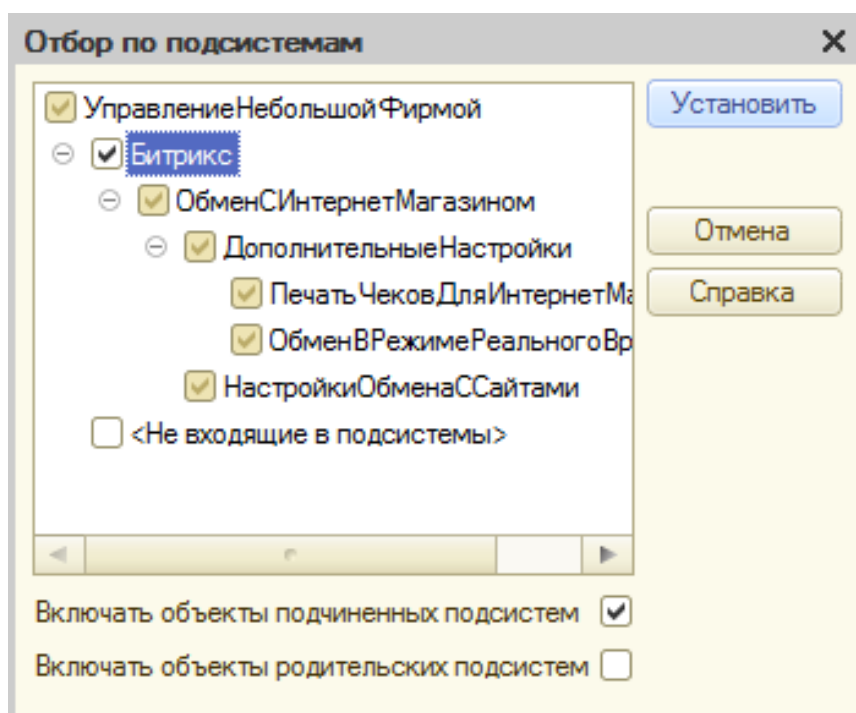 Отбор по подсистемам
УправлениеНебольшойФирмой
Установить
Битрикс
ОбменСИнтернетМагазином
Отмена
ДополнительныеНастройки
ПечатьЧековДляИнтернетМа
Справка
ОбменВРежимеРеальногоВр
НастройкиОбменаССайтами
<Не входящие в подсистемы>
Включать объекты подчиненных подсистем
Включать объекты родительских подсистем